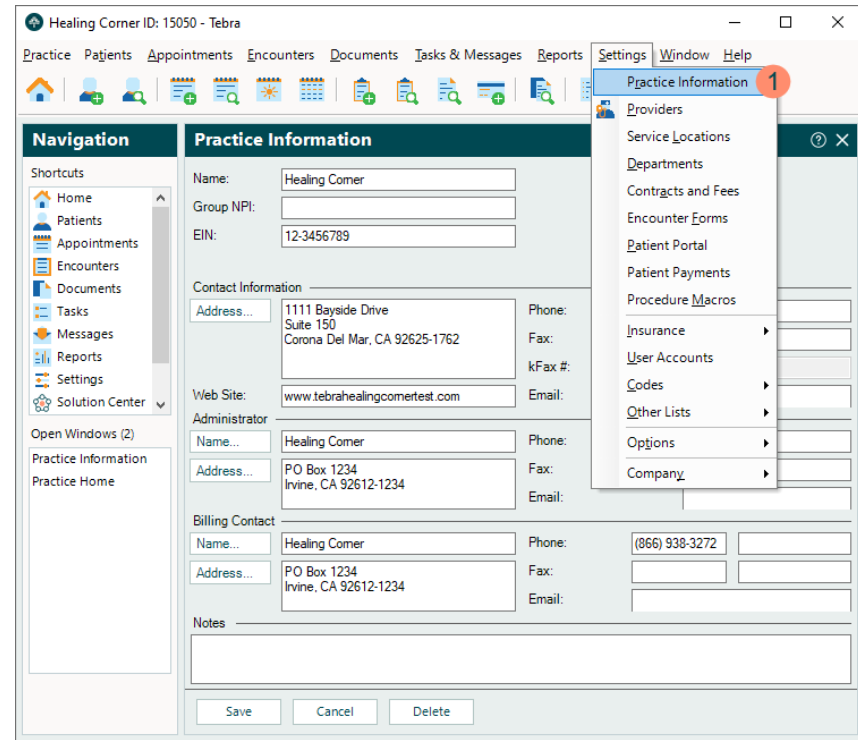 Healing Corner ID: 15050 - Tebra
Practice Patients Appointments Encounters Documents Tasks & Messages Reports Settings Window Help
Practice Information 1
Providers
Service Locations
Departments
Contracts and Fees
Encounter Forms
Patient Portal
Patient Payments
Procedure Macros
Insurance
User Accounts
Codes
Other Lists
Options
Company
Navigation
Shortcuts
Home
Patients
Appointments
Encounters
Documents
Tasks
Messages
Reports
Settings
Solution Center
Open Windows (2)
Practice Information
Practice Home
Practice Information
Name: Healing Corner
Group NPI:
EIN: 12-3456789
Contact Information
Address... 1111 Bayside Drive
Suite 150
Corona Del Mar, CA 92625-1762
Phone:
Fax:
kFax #:
Web Site: www.tebrahealingcornertest.com Email:
Administrator
Name... Healing Corner Phone:
Address... PO Box 1234
Irvine, CA 92612-1234
Fax:
Email:
Billing Contact
Name... Healing Corner Phone: (866) 938-3272
Address... PO Box 1234
Irvine, CA 92612-1234
Fax:
Email:
Notes
Save Cancel Delete